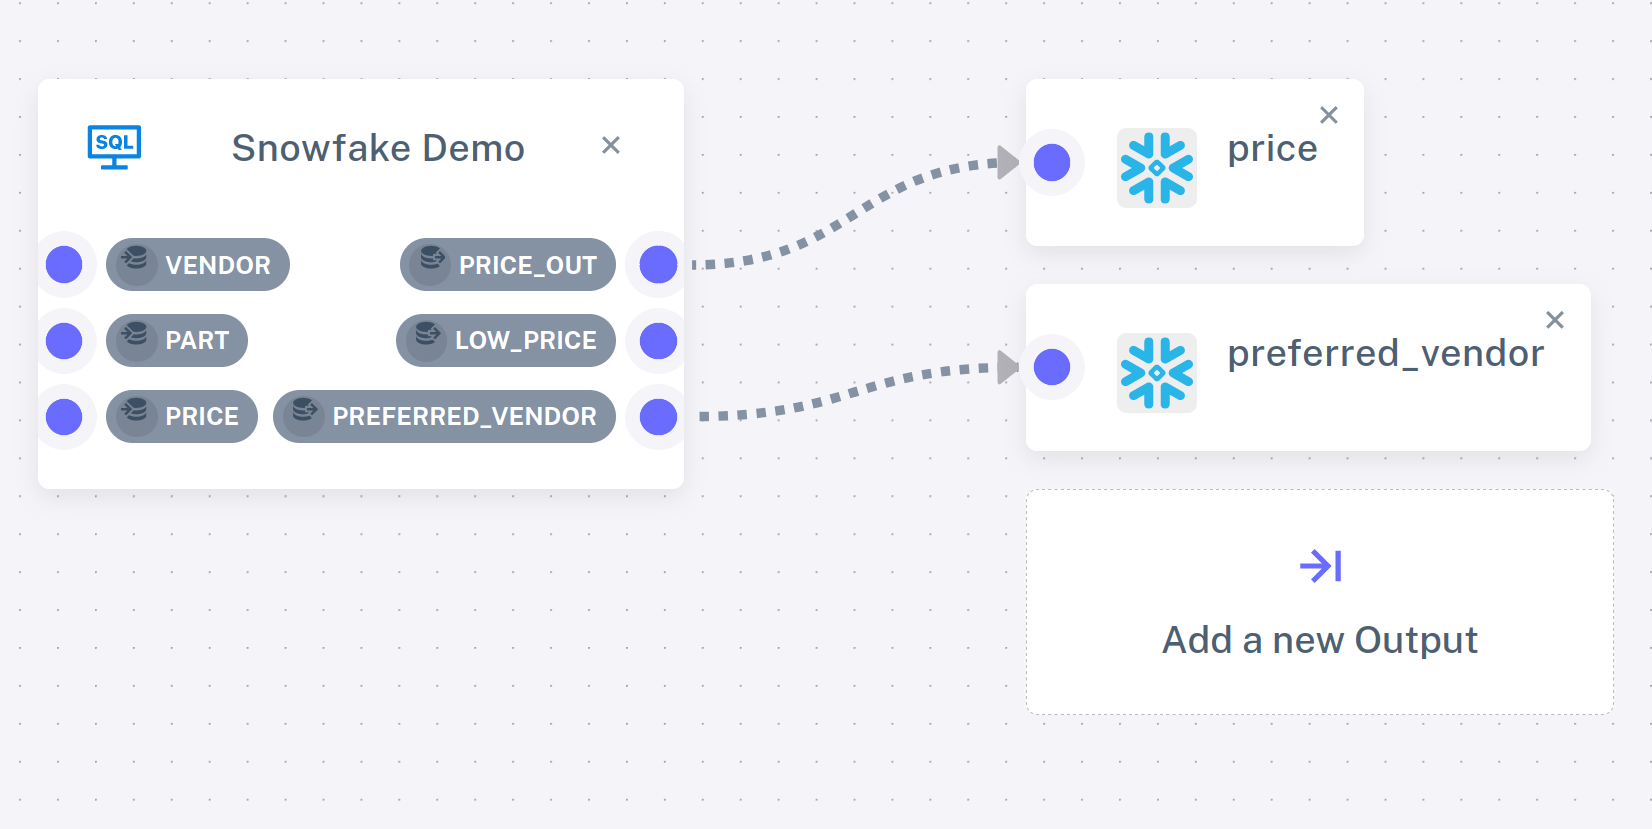 SQL
Snowfake Demo
VENDOR
PRICE_OUT
PART
LOW_PRICE
PRICE
PREFERRED_VENDOR
price
preferred_vendor
Add a new Output